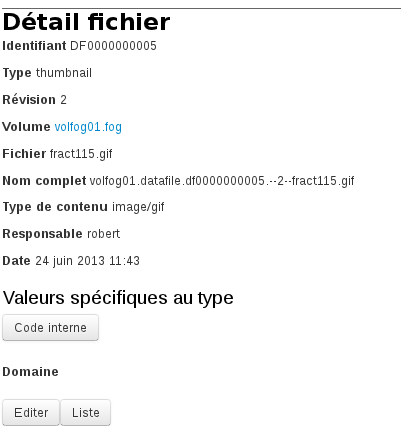 Détail fichier
Identifiant DF0000000005
Type thumbnail
Révision 2
Volume volfog01.fog
Fichier fract115.gif
Nom complet volfog01.datafile.df0000000005.--2--fract115.gif
Type de contenu image/gif
Responsable robert
Date 24 juin 2013 11:43
Valeurs spécifiques au type
Code interne
Domaine
Editer Liste